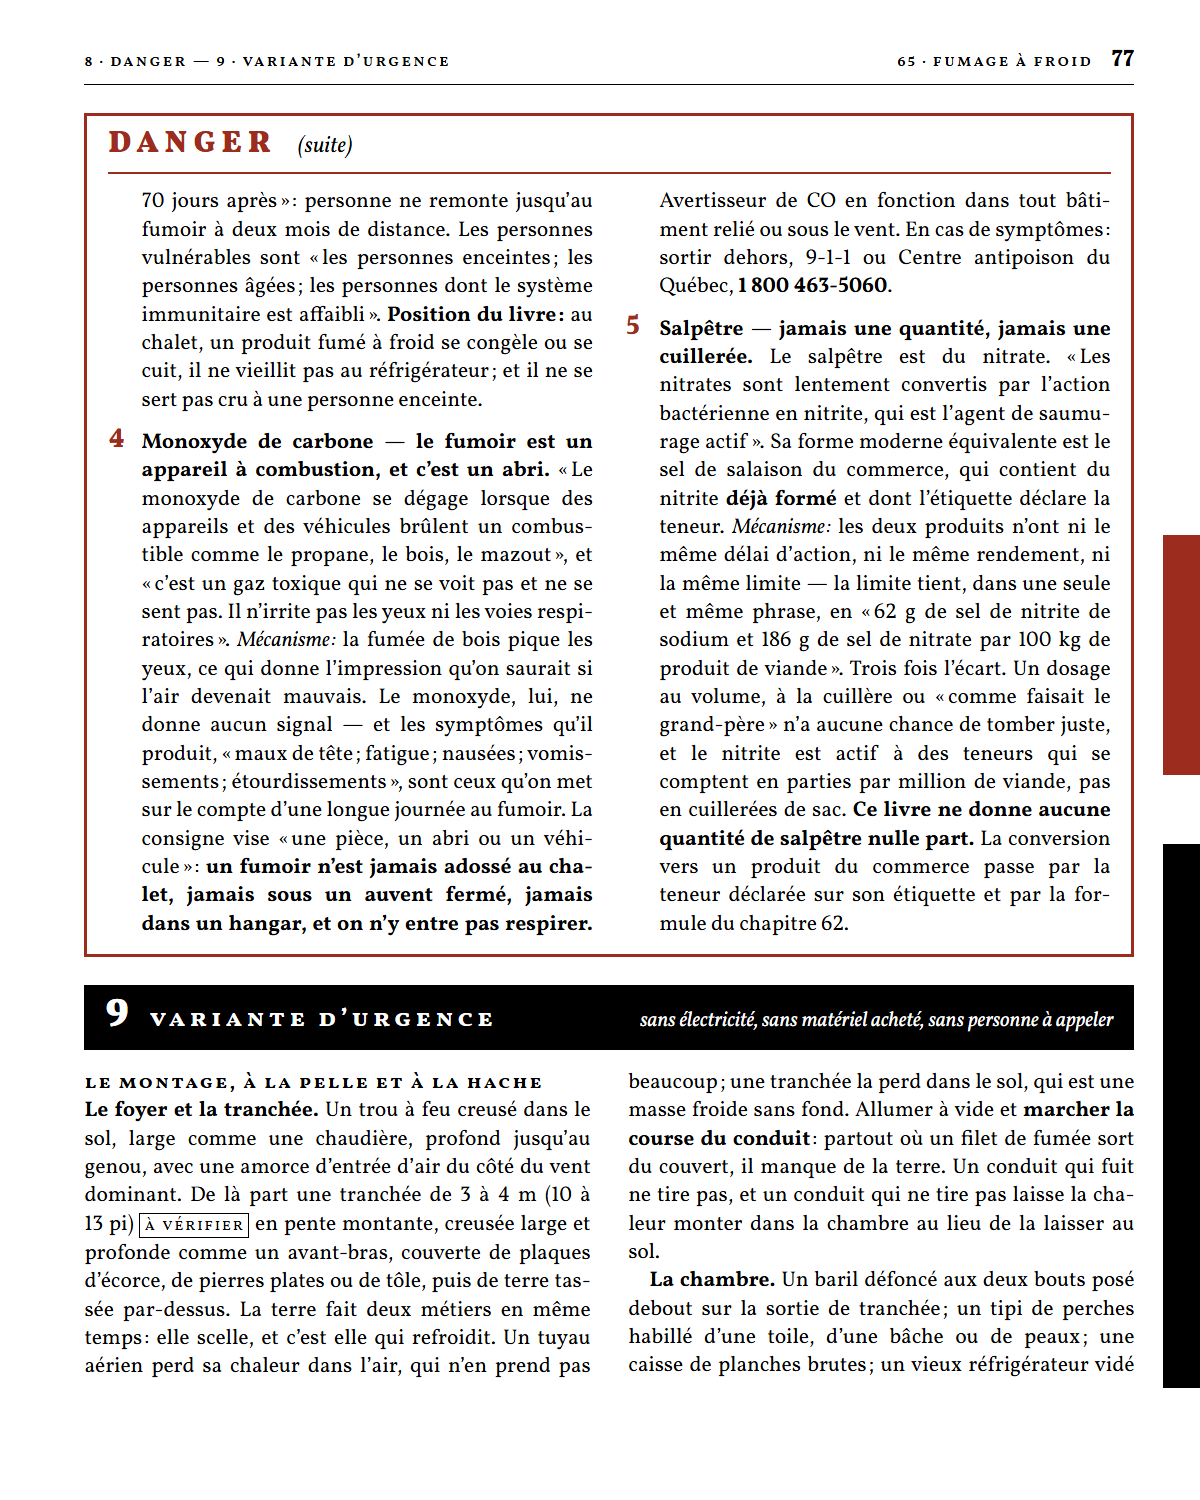 8 · DANGER — 9 · VARIANTE D’URGENCE
65 · FUMAGE À FROID 77
DANGER (suite)
70 jours après » : personne ne remonte jusqu’au
fumoir à deux mois de distance. Les personnes
vulnérables sont « les personnes enceintes ; les
personnes âgées ; les personnes dont le système
immunitaire est affaibli ». Position du livre : au
chalet, un produit fumé à froid se congèle ou se
cuit, il ne vieillit pas au réfrigérateur ; et il ne se
sert pas cru à une personne enceinte.
4 Monoxyde de carbone — le fumoir est un
appareil à combustion, et c’est un abri. « Le
monoxyde de carbone se dégage lorsque des
appareils et des véhicules brûlent un combus-
tible comme le propane, le bois, le mazout », et
« c’est un gaz toxique qui ne se voit pas et ne se
sent pas. Il n’irrite pas les yeux ni les voies respi-
ratoires ». Mécanisme : la fumée de bois pique les
yeux, ce qui donne l’impression qu’on saurait si
l’air devenait mauvais. Le monoxyde, lui, ne
donne aucun signal — et les symptômes qu’il
produit, « maux de tête ; fatigue ; nausées ; vomis-
sements ; étourdissements », sont ceux qu’on met
sur le compte d’une longue journée au fumoir. La
consigne vise « une pièce, un abri ou un véhi-
cule » : un fumoir n’est jamais adossé au cha-
let, jamais sous un auvent fermé, jamais
dans un hangar, et on n’y entre pas respirer.
Avertisseur de CO en fonction dans tout bâti-
ment relié ou sous le vent. En cas de symptômes :
sortir dehors, 9-1-1 ou Centre antipoison du
Québec, 1 800 463-5060.
5 Salpêtre — jamais une quantité, jamais une
cuillerée. Le salpêtre est du nitrate. « Les
nitrates sont lentement convertis par l’action
bactérienne en nitrite, qui est l’agent de saumu-
rage actif ». Sa forme moderne équivalente est le
sel de salaison du commerce, qui contient du
nitrite déjà formé et dont l’étiquette déclare la
teneur. Mécanisme : les deux produits n’ont ni le
même délai d’action, ni le même rendement, ni
la même limite — la limite tient, dans une seule
et même phrase, en « 62 g de sel de nitrite de
sodium et 186 g de sel de nitrate par 100 kg de
produit de viande ». Trois fois l’écart. Un dosage
au volume, à la cuillère ou « comme faisait le
grand-père » n’a aucune chance de tomber juste,
et le nitrite est actif à des teneurs qui se
comptent en parties par million de viande, pas
en cuillerées de sac. Ce livre ne donne aucune
quantité de salpêtre nulle part. La conversion
vers un produit du commerce passe par la
teneur déclarée sur son étiquette et par la for-
mule du chapitre 62.
9 VARIANTE D’URGENCE
sans électricité, sans matériel acheté, sans personne à appeler
LE MONTAGE, À LA PELLE ET À LA HACHE
Le foyer et la tranchée. Un trou à feu creusé dans le
sol, large comme une chaudière, profond jusqu’au
genou, avec une amorce d’entrée d’air du côté du vent
dominant. De là part une tranchée de 3 à 4 m (10 à
13 pi) À VÉRIFIER en pente montante, creusée large et
profonde comme un avant-bras, couverte de plaques
d’écorce, de pierres plates ou de tôle, puis de terre tas-
sée par-dessus. La terre fait deux métiers en même
temps : elle scelle, et c’est elle qui refroidit. Un tuyau
aérien perd sa chaleur dans l’air, qui n’en prend pas
beaucoup ; une tranchée la perd dans le sol, qui est une
masse froide sans fond. Allumer à vide et marcher la
course du conduit : partout où un filet de fumée sort
du couvert, il manque de la terre. Un conduit qui fuit
ne tire pas, et un conduit qui ne tire pas laisse la cha-
leur monter dans la chambre au lieu de la laisser au
sol.
La chambre. Un baril défoncé aux deux bouts posé
debout sur la sortie de tranchée ; un tipi de perches
habillé d’une toile, d’une bâche ou de peaux ; une
caisse de planches brutes ; un vieux réfrigérateur vidé